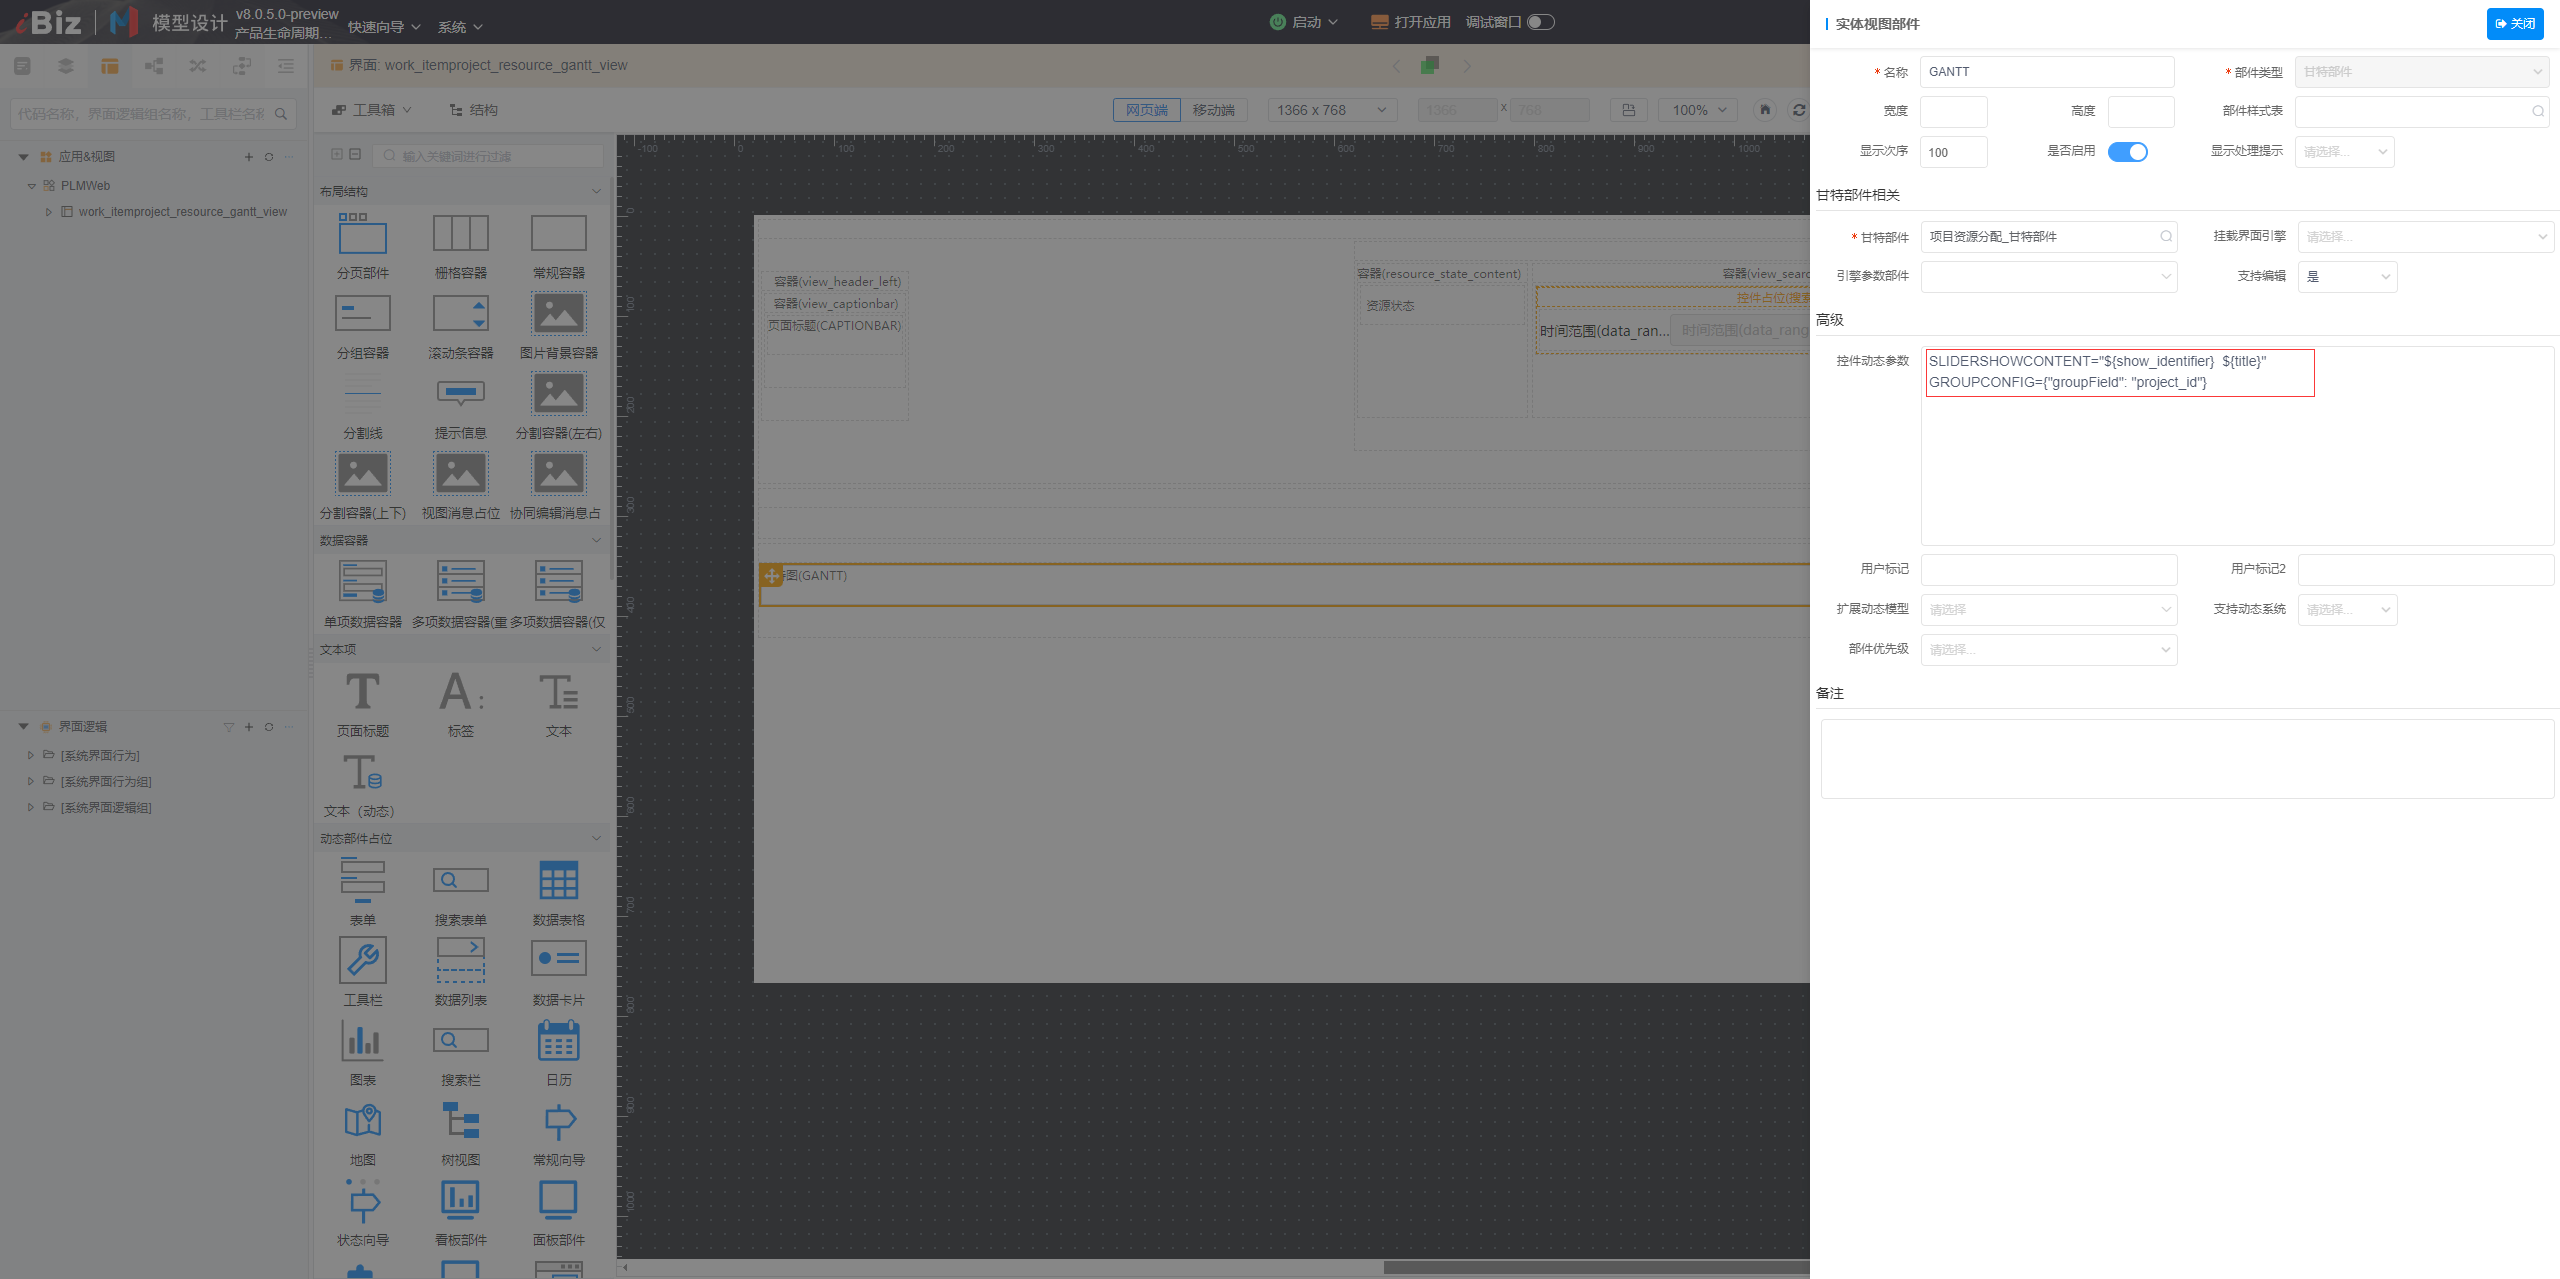 iBiz
模型设计
v8.0.5.0-preview
产品生命周期...
快速向导
系统
启动
打开应用
调试窗口
代码名称，界面逻辑组名称，工具栏名称
应用&视图
PLMWeb
work_itemproject_resource_gantt_view
界面逻辑
[系统界面行为]
[系统界面行为组]
[系统界面逻辑组]
界面: work_itemproject_resource_gantt_view
工具箱
结构
网页端
移动端
1366 x 768
1366
x
768
100%
输入关键词进行过滤
布局结构
分页部件
栅格容器
常规容器
分组容器
滚动条容器
图片背景容器
分割线
提示信息
分割容器(左右)
分割容器(上下)
视图消息占位
协同编辑消息占
数据容器
单项数据容器
多项数据容器(重
多项数据容器(仅
文本项
页面标题
标签
文本
文本（动态）
动态部件占位
表单
搜索表单
数据表格
工具栏
数据列表
数据卡片
图表
搜索栏
日历
地图
树视图
常规向导
状态向导
看板部件
面板部件
-100
0
100
200
300
400
500
600
700
800
900
1000
0
100
200
300
400
500
600
700
800
900
1000
容器(view_header_left)
容器(view_captionbar)
页面标题(CAPTIONBAR)
容器(resource_state_content)
资源状态
容器(view_searc
控件占位(搜索
时间范围(data_ran...
时间范围(data_rang
图(GANTT)
实体视图部件
关闭
* 名称
GANTT
* 部件类型
甘特部件
宽度
高度
部件样式表
显示次序
100
是否启用
显示处理提示
请选择...
甘特部件相关
* 甘特部件
项目资源分配_甘特部件
挂载界面引擎
请选择...
引擎参数部件
支持编辑
是
高级
控件动态参数
SLIDERSHOWCONTENT="${show_identifier}  ${title}"
GROUPCONFIG={"groupField": "project_id"}
用户标记
用户标记2
扩展动态模型
请选择
支持动态系统
请选择...
部件优先级
请选择...
备注